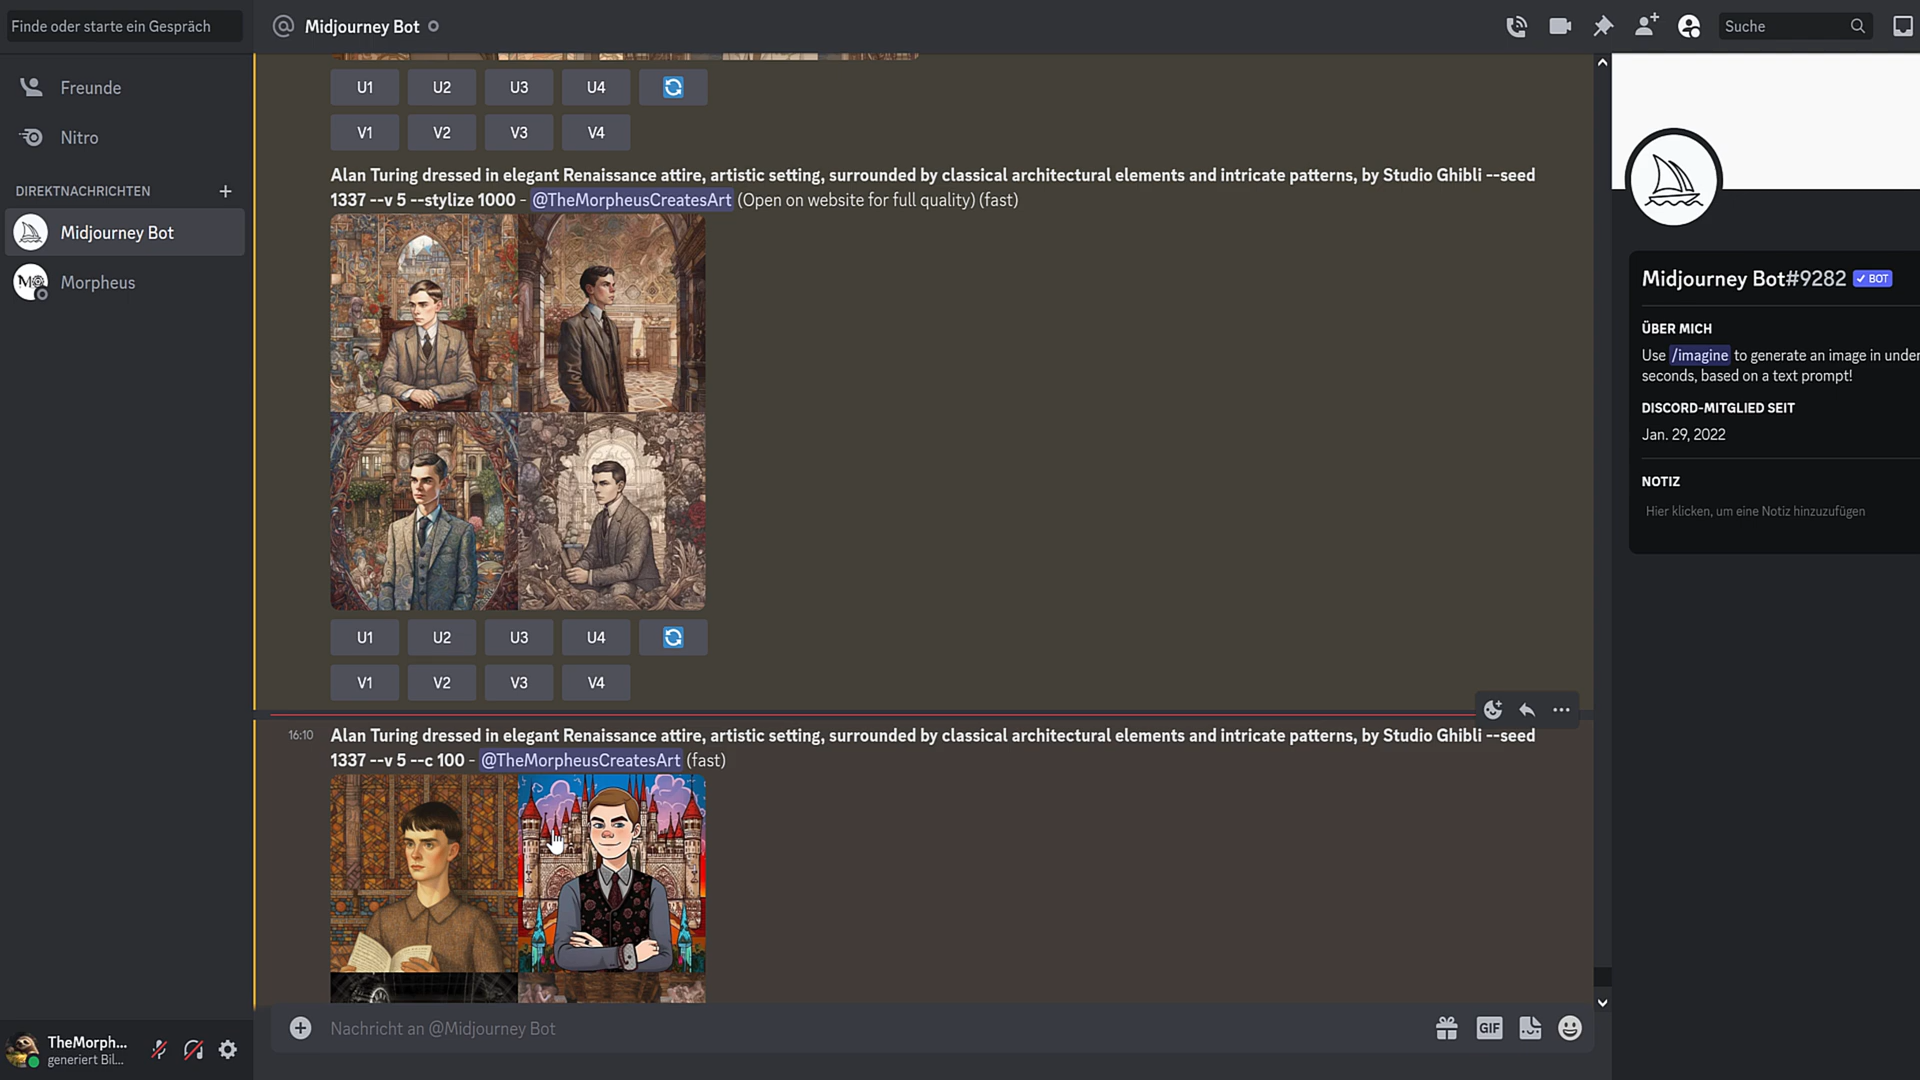 Finde oder starte ein Gespräch
Midjourney Bot
Suche
Freunde
Nitro
DIREKTNACHRICHTEN
Midjourney Bot
Morpheus
U1 U2 U3 U4
V1 V2 V3 V4
Alan Turing dressed in elegant Renaissance attire, artistic setting, surrounded by classical architectural elements and intricate patterns, by Studio Ghibli --seed
1337 --v 5 --stylize 1000 - @TheMorpheusCreatesArt (Open on website for full quality) (fast)
U1 U2 U3 U4
V1 V2 V3 V4
16:10
Alan Turing dressed in elegant Renaissance attire, artistic setting, surrounded by classical architectural elements and intricate patterns, by Studio Ghibli --seed
1337 --v 5 --c 100 - @TheMorpheusCreatesArt (fast)
Nachricht an @Midjourney Bot
GIF
TheMorph...
generiert Bil...
Midjourney Bot#9282 BOT
ÜBER MICH
Use /imagine to generate an image in under
seconds, based on a text prompt!
DISCORD-MITGLIED SEIT
Jan. 29, 2022
NOTIZ
Hier klicken, um eine Notiz hinzuzufügen